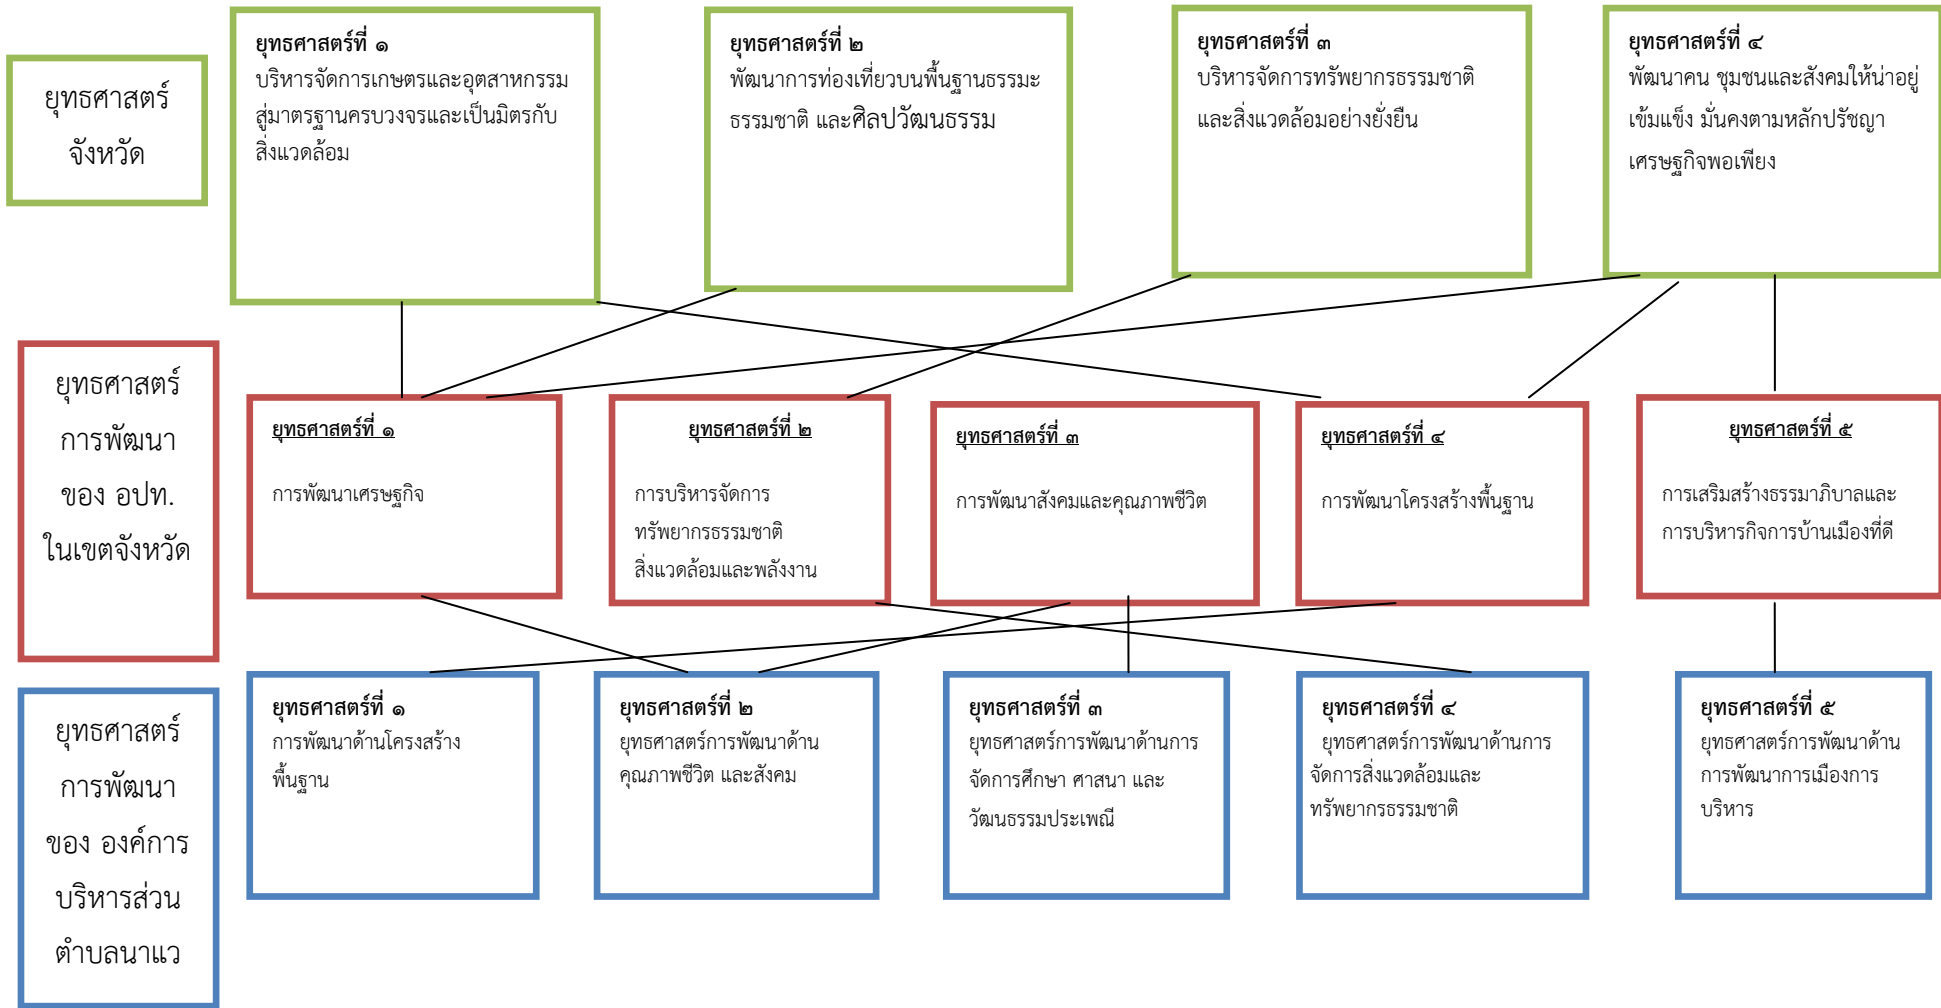 ยุทธศาสตร์
จังหวัด
ยุทธศาสตร์ที่ ๑
บริหารจัดการเกษตรและอุตสาหกรรม
สู่มาตรฐานครบวงจรและเป็นมิตรกับ
สิ่งแวดล้อม
ยุทธศาสตร์ที่ ๒
พัฒนาการท่องเที่ยวบนพื้นฐานธรรมะ
ธรรมชาติ และศิลปวัฒนธรรม
ยุทธศาสตร์ที่ ๓
บริหารจัดการทรัพยากรธรรมชาติ
และสิ่งแวดล้อมอย่างยั่งยืน
ยุทธศาสตร์ที่ ๔
พัฒนาคน ชุมชนและสังคมให้น่าอยู่
เข้มแข็ง มั่นคงตามหลักปรัชญา
เศรษฐกิจพอเพียง
ยุทธศาสตร์
การพัฒนา
ของ อปท.
ในเขตจังหวัด
ยุทธศาสตร์ที่ ๑
การพัฒนาเศรษฐกิจ
ยุทธศาสตร์ที่ ๒
การบริหารจัดการ
ทรัพยากรธรรมชาติ
สิ่งแวดล้อมและพลังงาน
ยุทธศาสตร์ที่ ๓
การพัฒนาสังคมและคุณภาพชีวิต
ยุทธศาสตร์ที่ ๔
การพัฒนาโครงสร้างพื้นฐาน
ยุทธศาสตร์ที่ ๕
การเสริมสร้างธรรมาภิบาลและ
การบริหารกิจการบ้านเมืองที่ดี
ยุทธศาสตร์
การพัฒนา
ของ องค์การ
บริหารส่วน
ตำบลนาแว
ยุทธศาสตร์ที่ ๑
การพัฒนาด้านโครงสร้าง
พื้นฐาน
ยุทธศาสตร์ที่ ๒
ยุทธศาสตร์การพัฒนาด้าน
คุณภาพชีวิต และสังคม
ยุทธศาสตร์ที่ ๓
ยุทธศาสตร์การพัฒนาด้านการ
จัดการศึกษา ศาสนา และ
วัฒนธรรมประเพณี
ยุทธศาสตร์ที่ ๔
ยุทธศาสตร์การพัฒนาด้านการ
จัดการสิ่งแวดล้อมและ
ทรัพยากรธรรมชาติ
ยุทธศาสตร์ที่ ๕
ยุทธศาสตร์การพัฒนาด้าน
การพัฒนาการเมืองการ
บริหาร